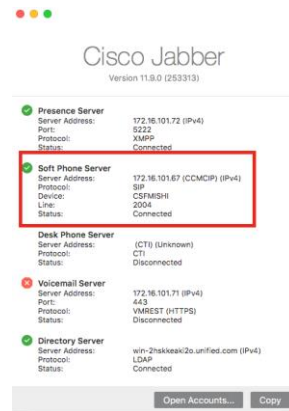 Cisco Jabber
Version 11.9.0 (253313)
Presence Server
Server Address: 172.16.101.72 (IPv4)
Port: 5222
Protocol: XMPP
Status: Connected
Soft Phone Server
Server Address: 172.16.101.67 (CCMCIP) (IPv4)
Protocol: SIP
Device: CSFMISHI
Line: 2004
Status: Connected
Desk Phone Server
Server Address: (CTI) (Unknown)
Protocol: CTI
Status: Disconnected
Voicemail Server
Server Address: 172.16.101.71 (IPv4)
Port: 443
Protocol: VMREST (HTTPS)
Status: Disconnected
Directory Server
Server Address: win-2hskkeaki2o.unified.com (IPv4)
Protocol: LDAP
Status: Connected
Open Accounts... Copy